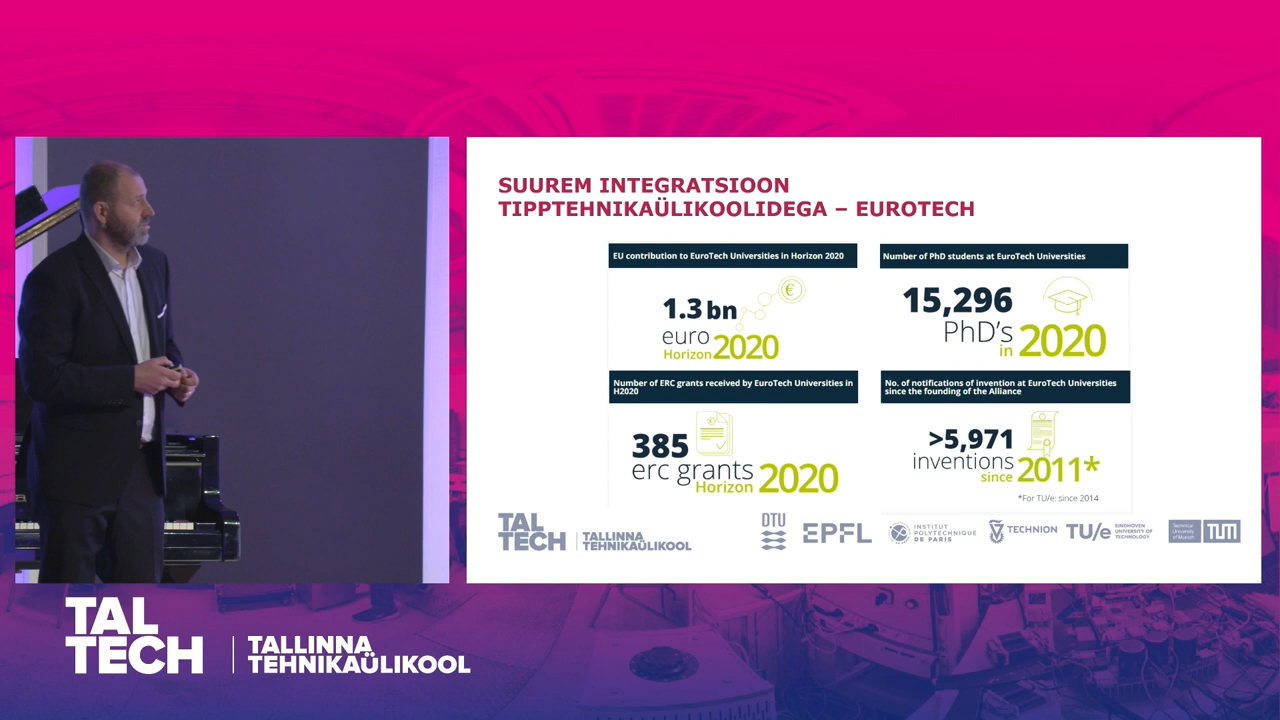 SUUREM INTEGRATSIOON
TIPPTEHNIKAÜLIKOOLIDEGA – EUROTECH
EU contribution to EuroTech Universities in Horizon 2020
1.3 bn
euro
Horizon 2020
Number of PhD students at EuroTech Universities
15,296
PhD's
in 2020
Number of ERC grants received by EuroTech Universities in
H2020
385
erc grants
Horizon 2020
No. of notifications of invention at EuroTech Universities
since the founding of the Alliance
>5,971
inventions
since 2011*
*For TU/e: since 2014
TAL
TECH
TALLINNA
TEHNIKAÜLIKOOL
DTU
EPFL
INSTITUT
POLYTECHNIQUE
DE PARIS
TECHNION
TU/e
EINDHOVEN
UNIVERSITY OF
TECHNOLOGY
Technical
University
of Munich
TUM
TAL
TECH
TALLINNA
TEHNIKAÜLIKOOL